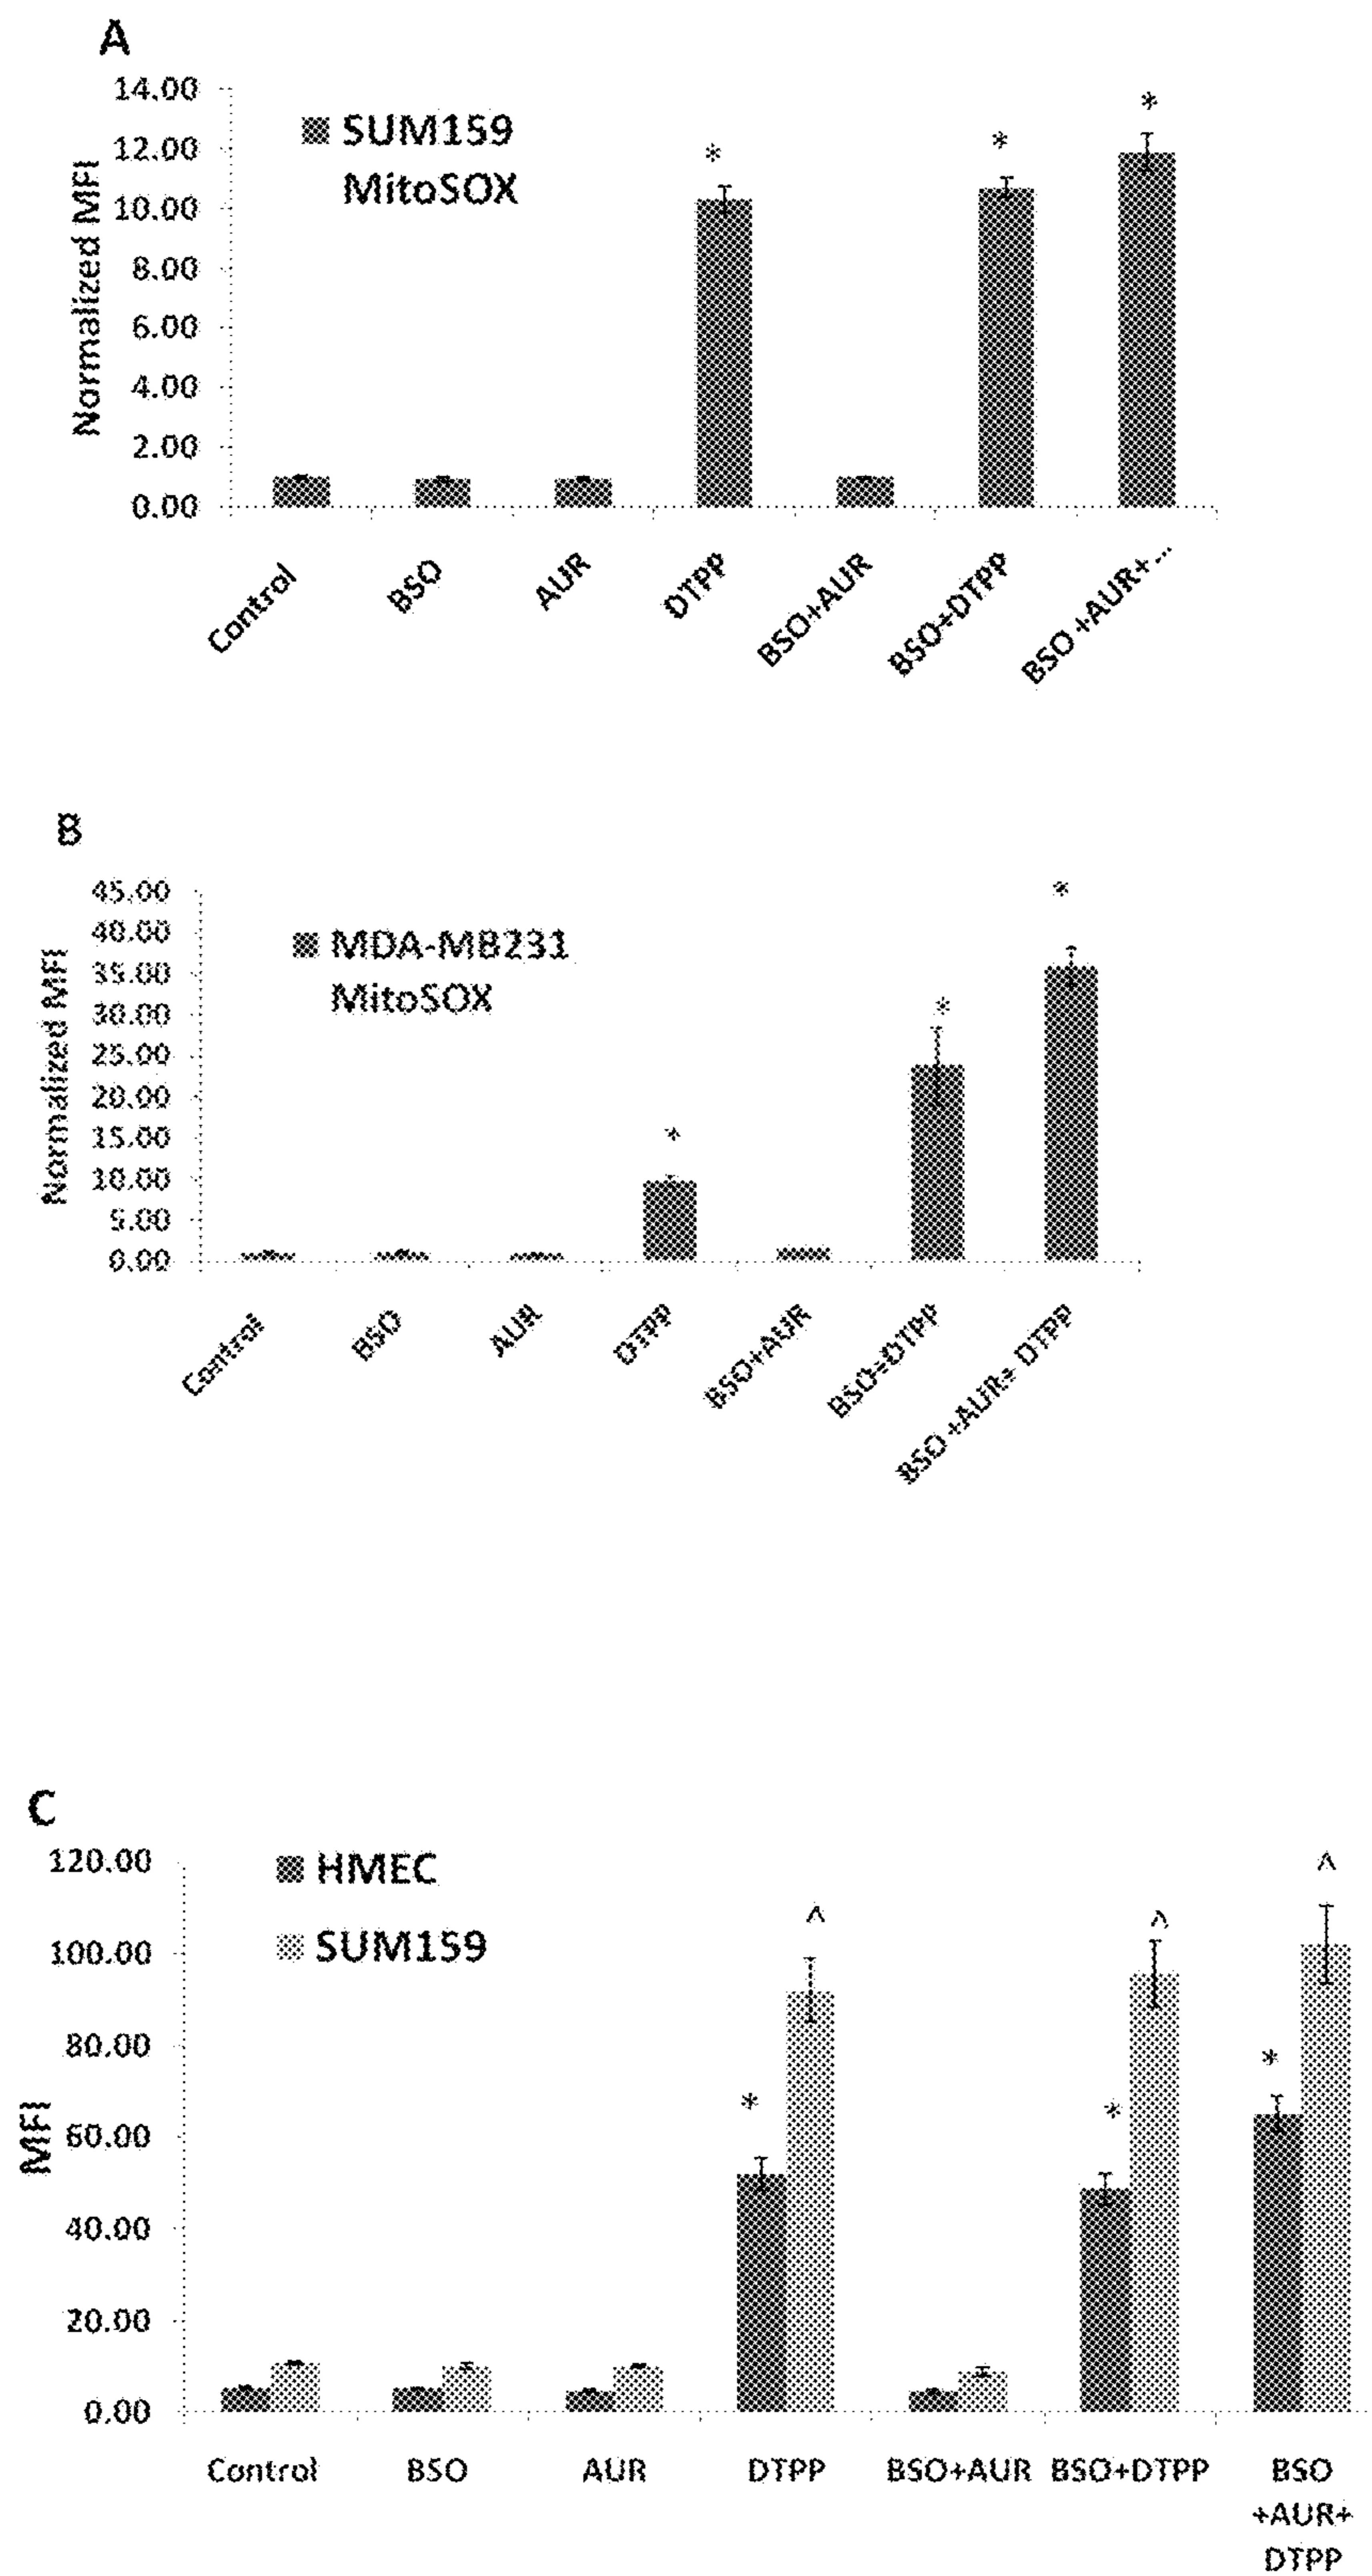 A
14.00
12.00
10.00
8.00
6.00
4.00
2.00
0.00
Normalized MFI
SUM159
MitoSOX
*
*
*
Control
BSO
AUR
DTPP
BSO+AUR
BSO+DTPP
BSO +AUR+...
B
45.00
40.00
35.00
30.00
25.00
20.00
15.00
10.00
5.00
0.00
Normalized MFI
MDA-MB231
MitoSOX
*
*
*
Control
BSO
AUR
DTPP
BSO+AUR
BSO+DTPP
BSO +AUR+ DTPP
C
120.00
100.00
80.00
60.00
40.00
20.00
0.00
MFI
HMEC
SUM159
* ^
* ^
* ^
Control
BSO
AUR
DTPP
BSO+AUR
BSO+DTPP
BSO
+AUR+
DTPP